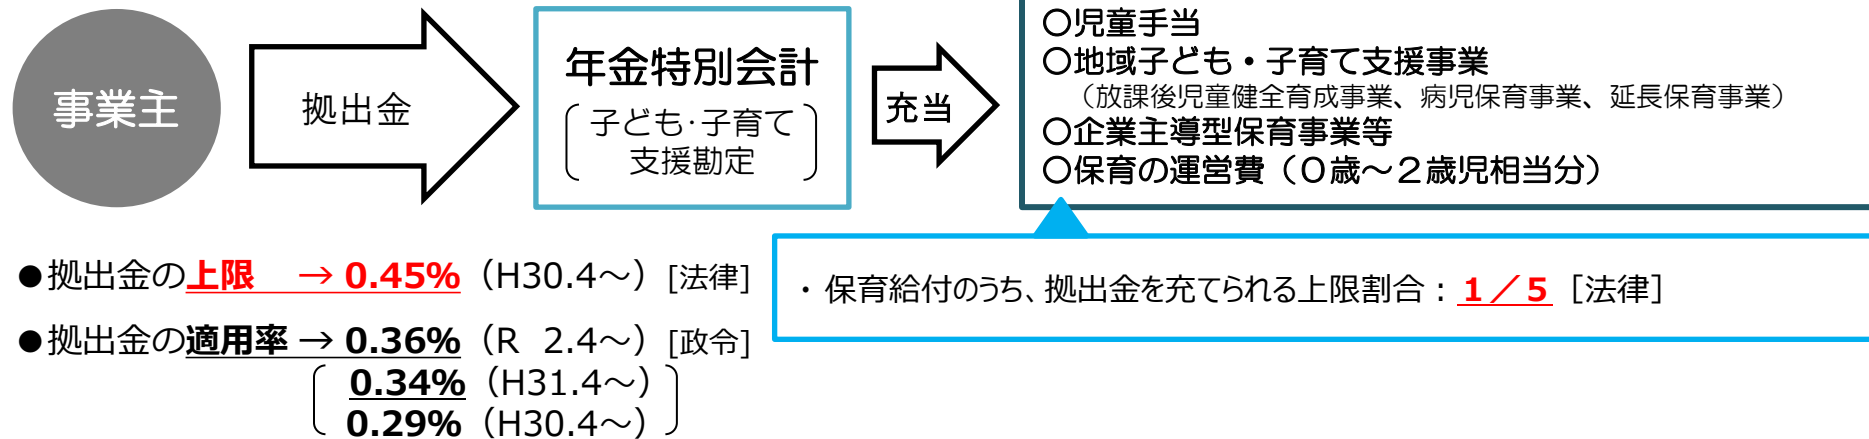 事業主
拠出金
年金特別会計
子ども・子育て
支援勘定
充当
○児童手当
○地域子ども・子育て支援事業
（放課後児童健全育成事業、病児保育事業、延長保育事業）
○企業主導型保育事業等
○保育の運営費（０歳～２歳児相当分）
●拠出金の上限　→ 0.45%（H30.4～）[法律]
●拠出金の適用率 → 0.36%（R 2.4～）[政令]
0.34%（H31.4～）
0.29%（H30.4～）
・保育給付のうち、拠出金を充てられる上限割合：１／５［法律］